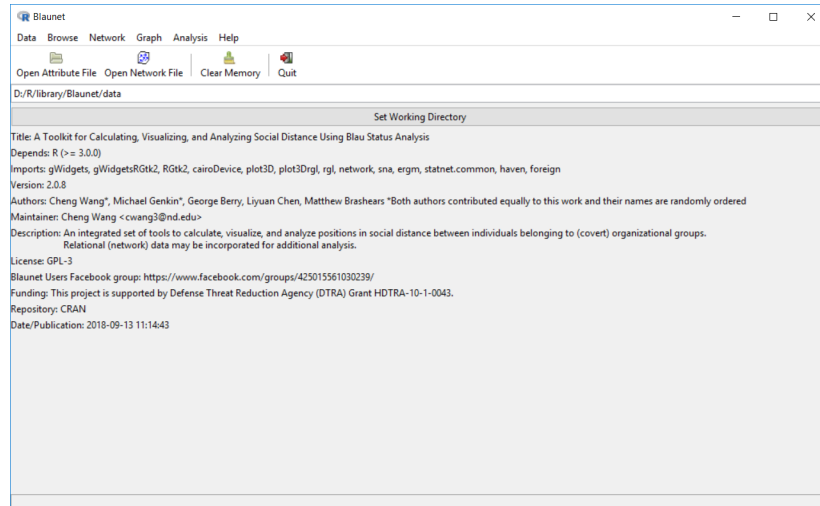 Blaunet
Data Browse Network Graph Analysis Help
Open Attribute File Open Network File Clear Memory Quit
D:/R/library/Blaunet/data
Set Working Directory
Title: A Toolkit for Calculating, Visualizing, and Analyzing Social Distance Using Blau Status Analysis
Depends: R (>= 3.0.0)
Imports: gWidgets, gWidgetsRGtk2, RGtk2, cairoDevice, plot3D, plot3Drgl, rgl, network, sna, ergm, statnet.common, haven, foreign
Version: 2.0.8
Authors: Cheng Wang*, Michael Genkin*, George Berry, Liyuan Chen, Matthew Brashears *Both authors contributed equally to this work and their names are randomly ordered
Maintainer: Cheng Wang <cwang3@nd.edu>
Description: An integrated set of tools to calculate, visualize, and analyze positions in social distance between individuals belonging to (covert) organizational groups.
Relational (network) data may be incorporated for additional analysis.
License: GPL-3
Blaunet Users Facebook group: https://www.facebook.com/groups/425015561030239/
Funding: This project is supported by Defense Threat Reduction Agency (DTRA) Grant HDTRA-10-1-0043.
Repository: CRAN
Date/Publication: 2018-09-13 11:14:43